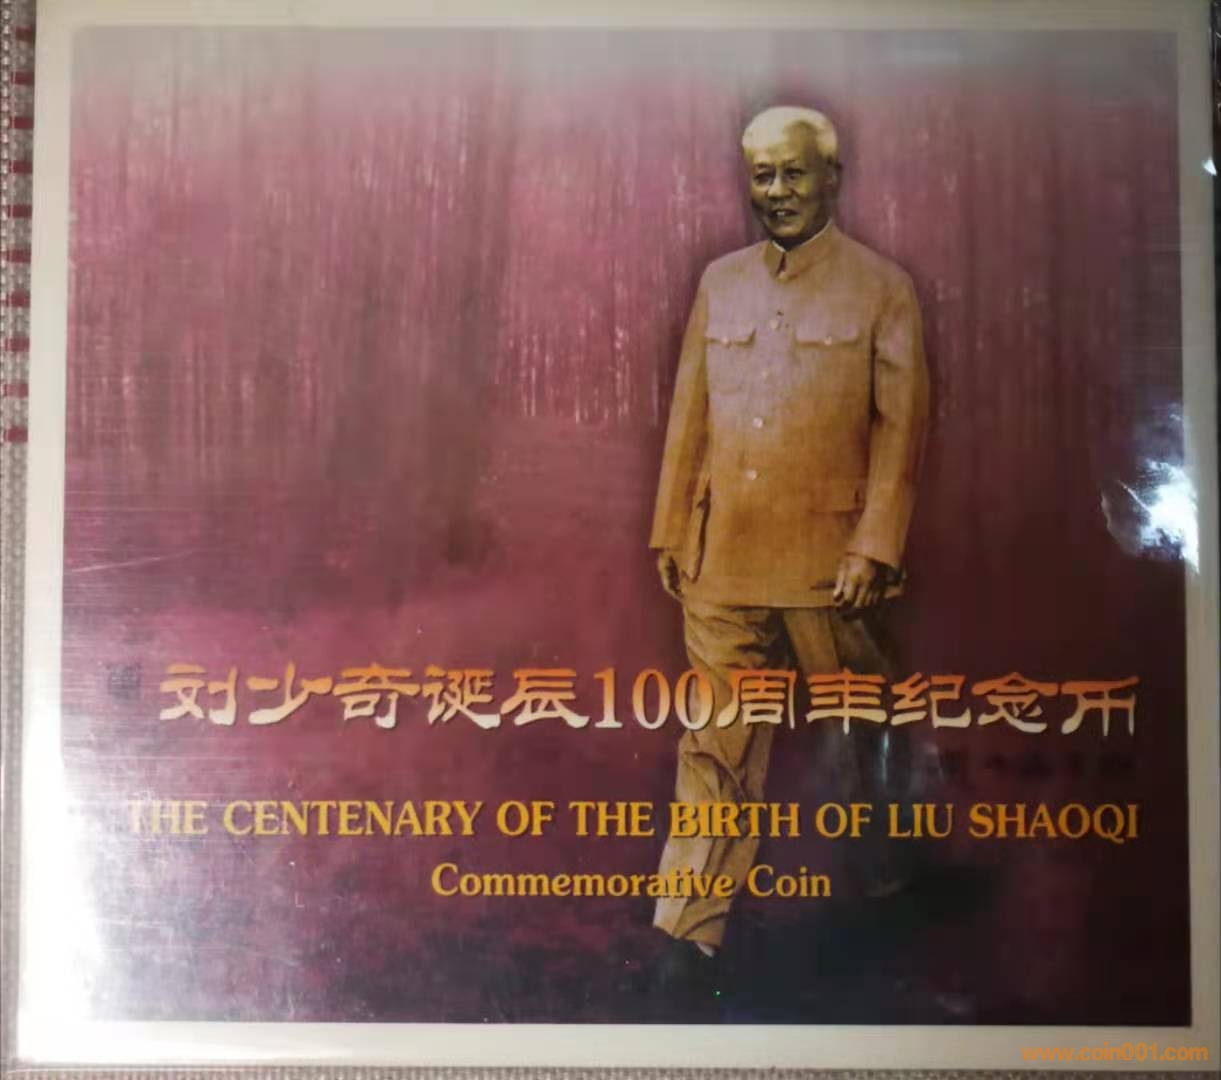 刘少奇诞辰100周年纪念币
THE CENTENARY OF THE BIRTH OF LIU SHAOQI
Commemorative Coin
www.coin001.com